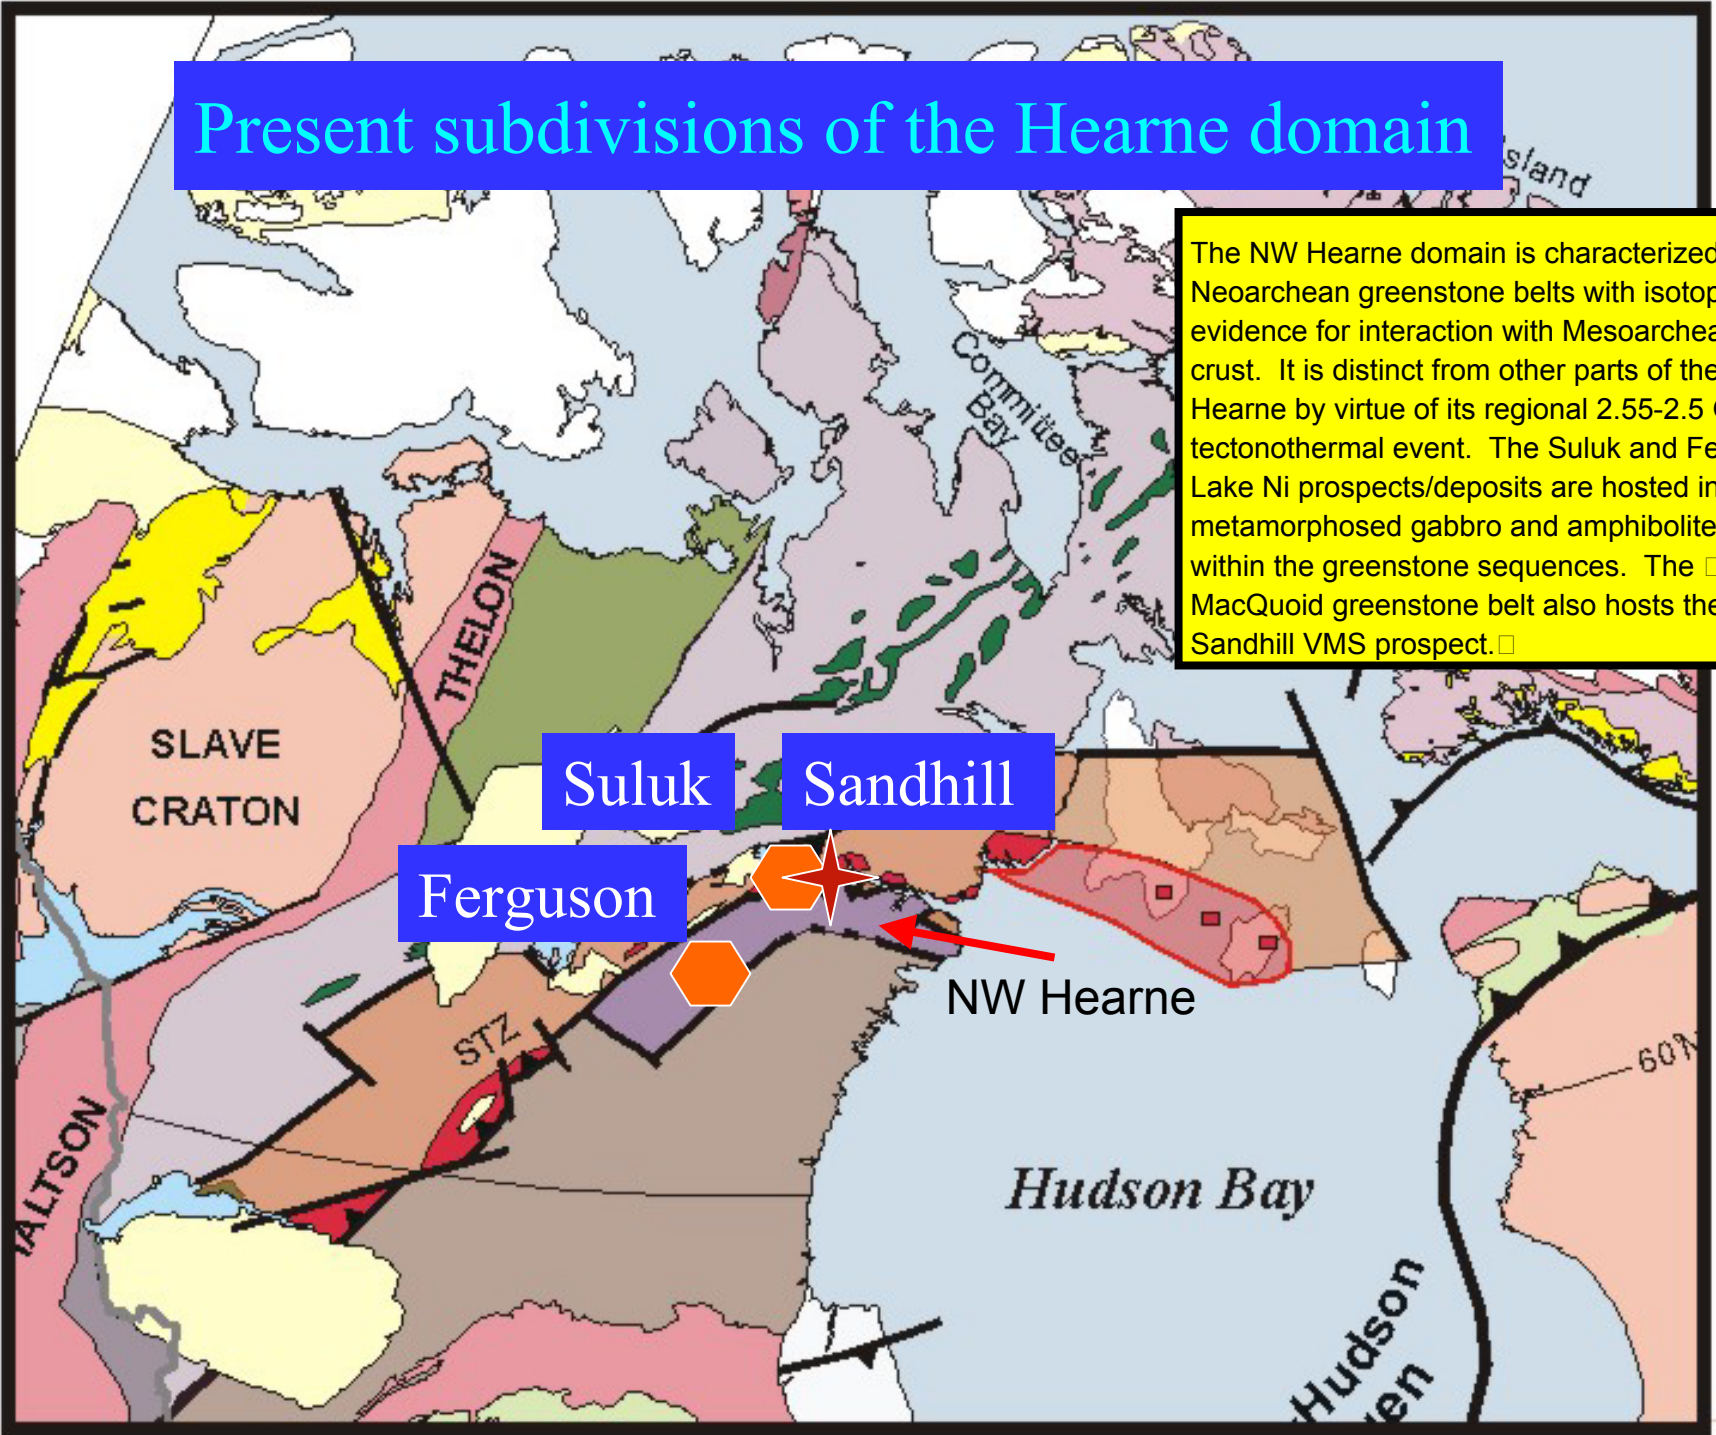 Present subdivisions of the Hearne domain
Island
The NW Hearne domain is characterized
Neoarchean greenstone belts with isotop
evidence for interaction with Mesoarchea
crust. It is distinct from other parts of the
Hearne by virtue of its regional 2.55-2.5
tectonothermal event. The Suluk and Fe
Lake Ni prospects/deposits are hosted in
metamorphosed gabbro and amphibolite
within the greenstone sequences. The
MacQuoid greenstone belt also hosts the
Sandhill VMS prospect.
Committee
Bay
THELON
SLAVE
CRATON
Suluk
Sandhill
Ferguson
NW Hearne
STZ
60N
TALTSON
Hudson Bay
-Hudson
en